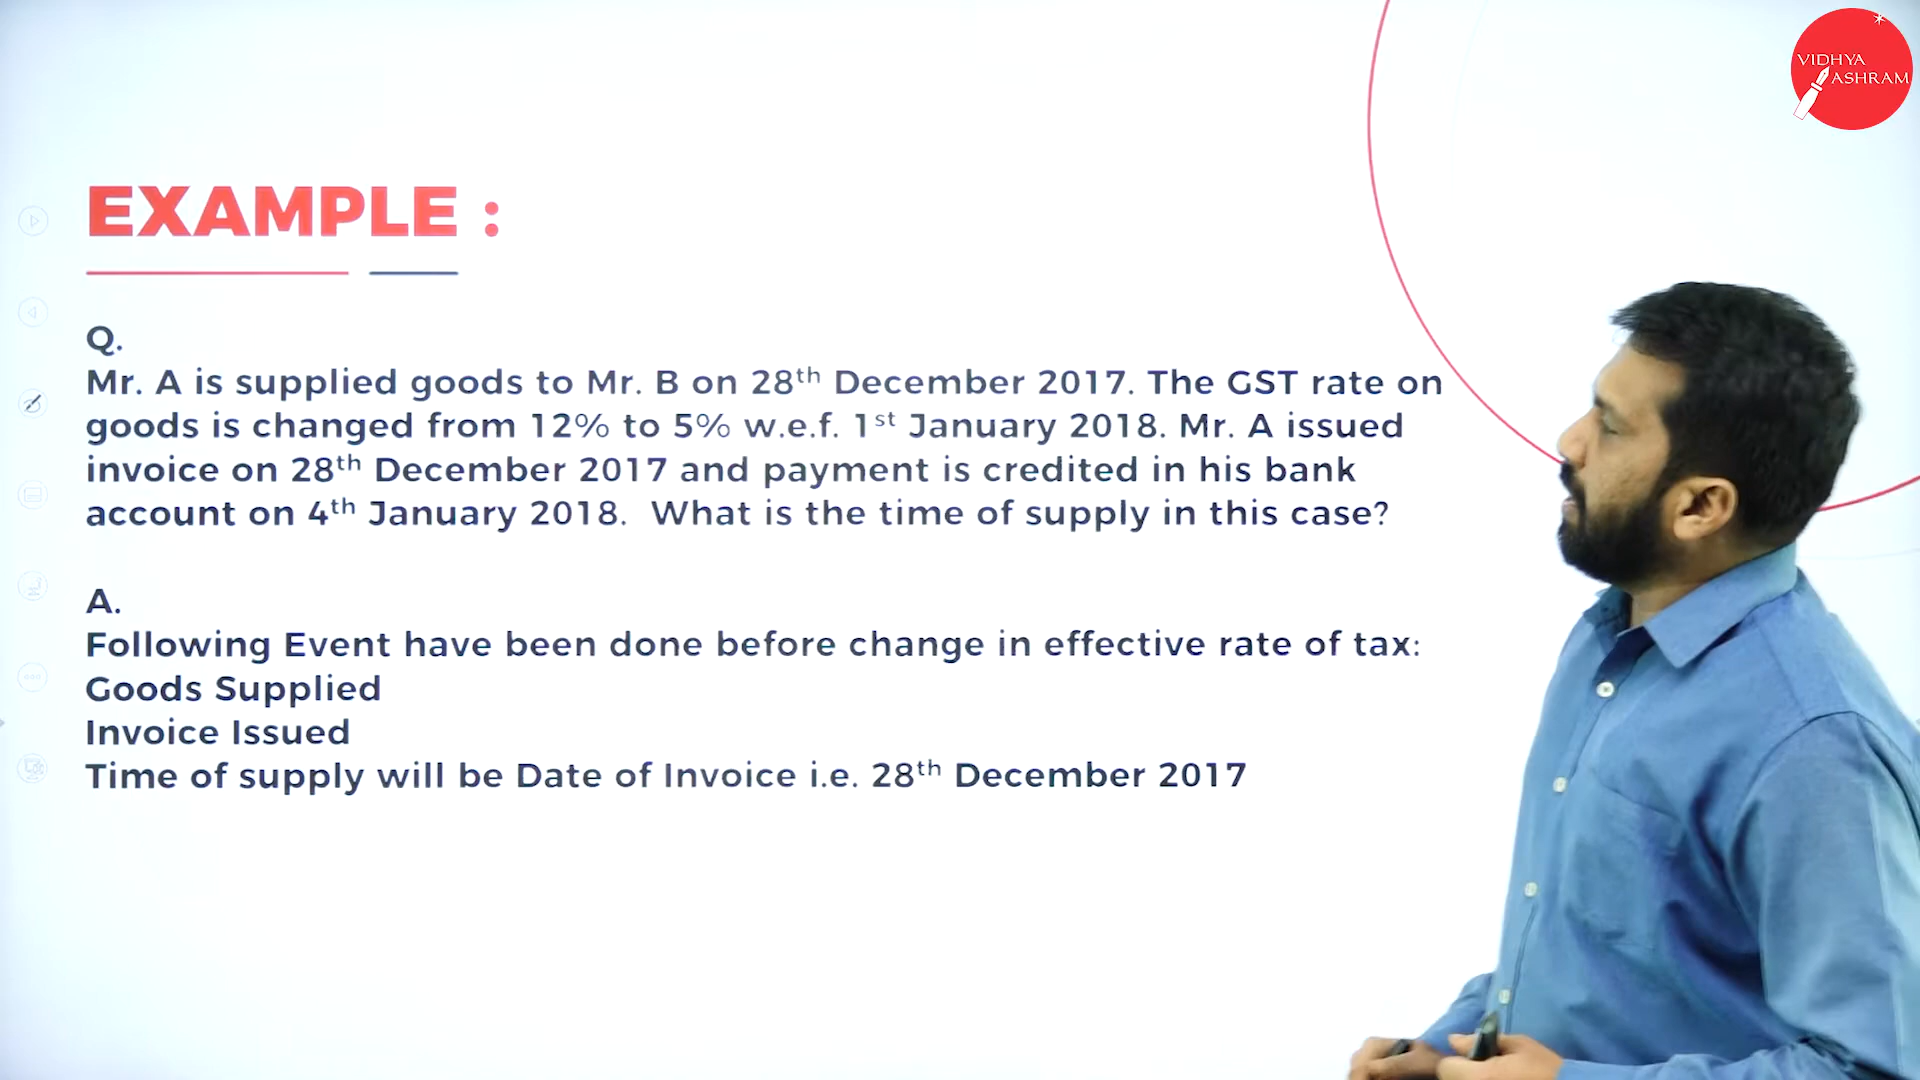 VIDHYA
ASHRAM
EXAMPLE :
Q.
Mr. A is supplied goods to Mr. B on 28th December 2017. The GST rate on
goods is changed from 12% to 5% w.e.f. 1st January 2018. Mr. A issued
invoice on 28th December 2017 and payment is credited in his bank
account on 4th January 2018. What is the time of supply in this case?
A.
Following Event have been done before change in effective rate of tax:
Goods Supplied
Invoice Issued
Time of supply will be Date of Invoice i.e. 28th December 2017